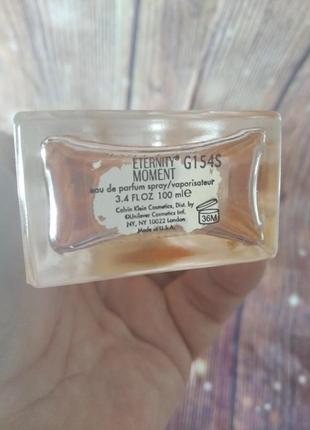 ETERNITY® G154S
MOMENT
eau de parfum spray/vaporisateur
3.4 FL OZ 100 ml e
Calvin Klein Cosmetics, Dist. by
©Unilever Cosmetics Intl.
NY, NY 10022 London
Made of U.S.A.
36M